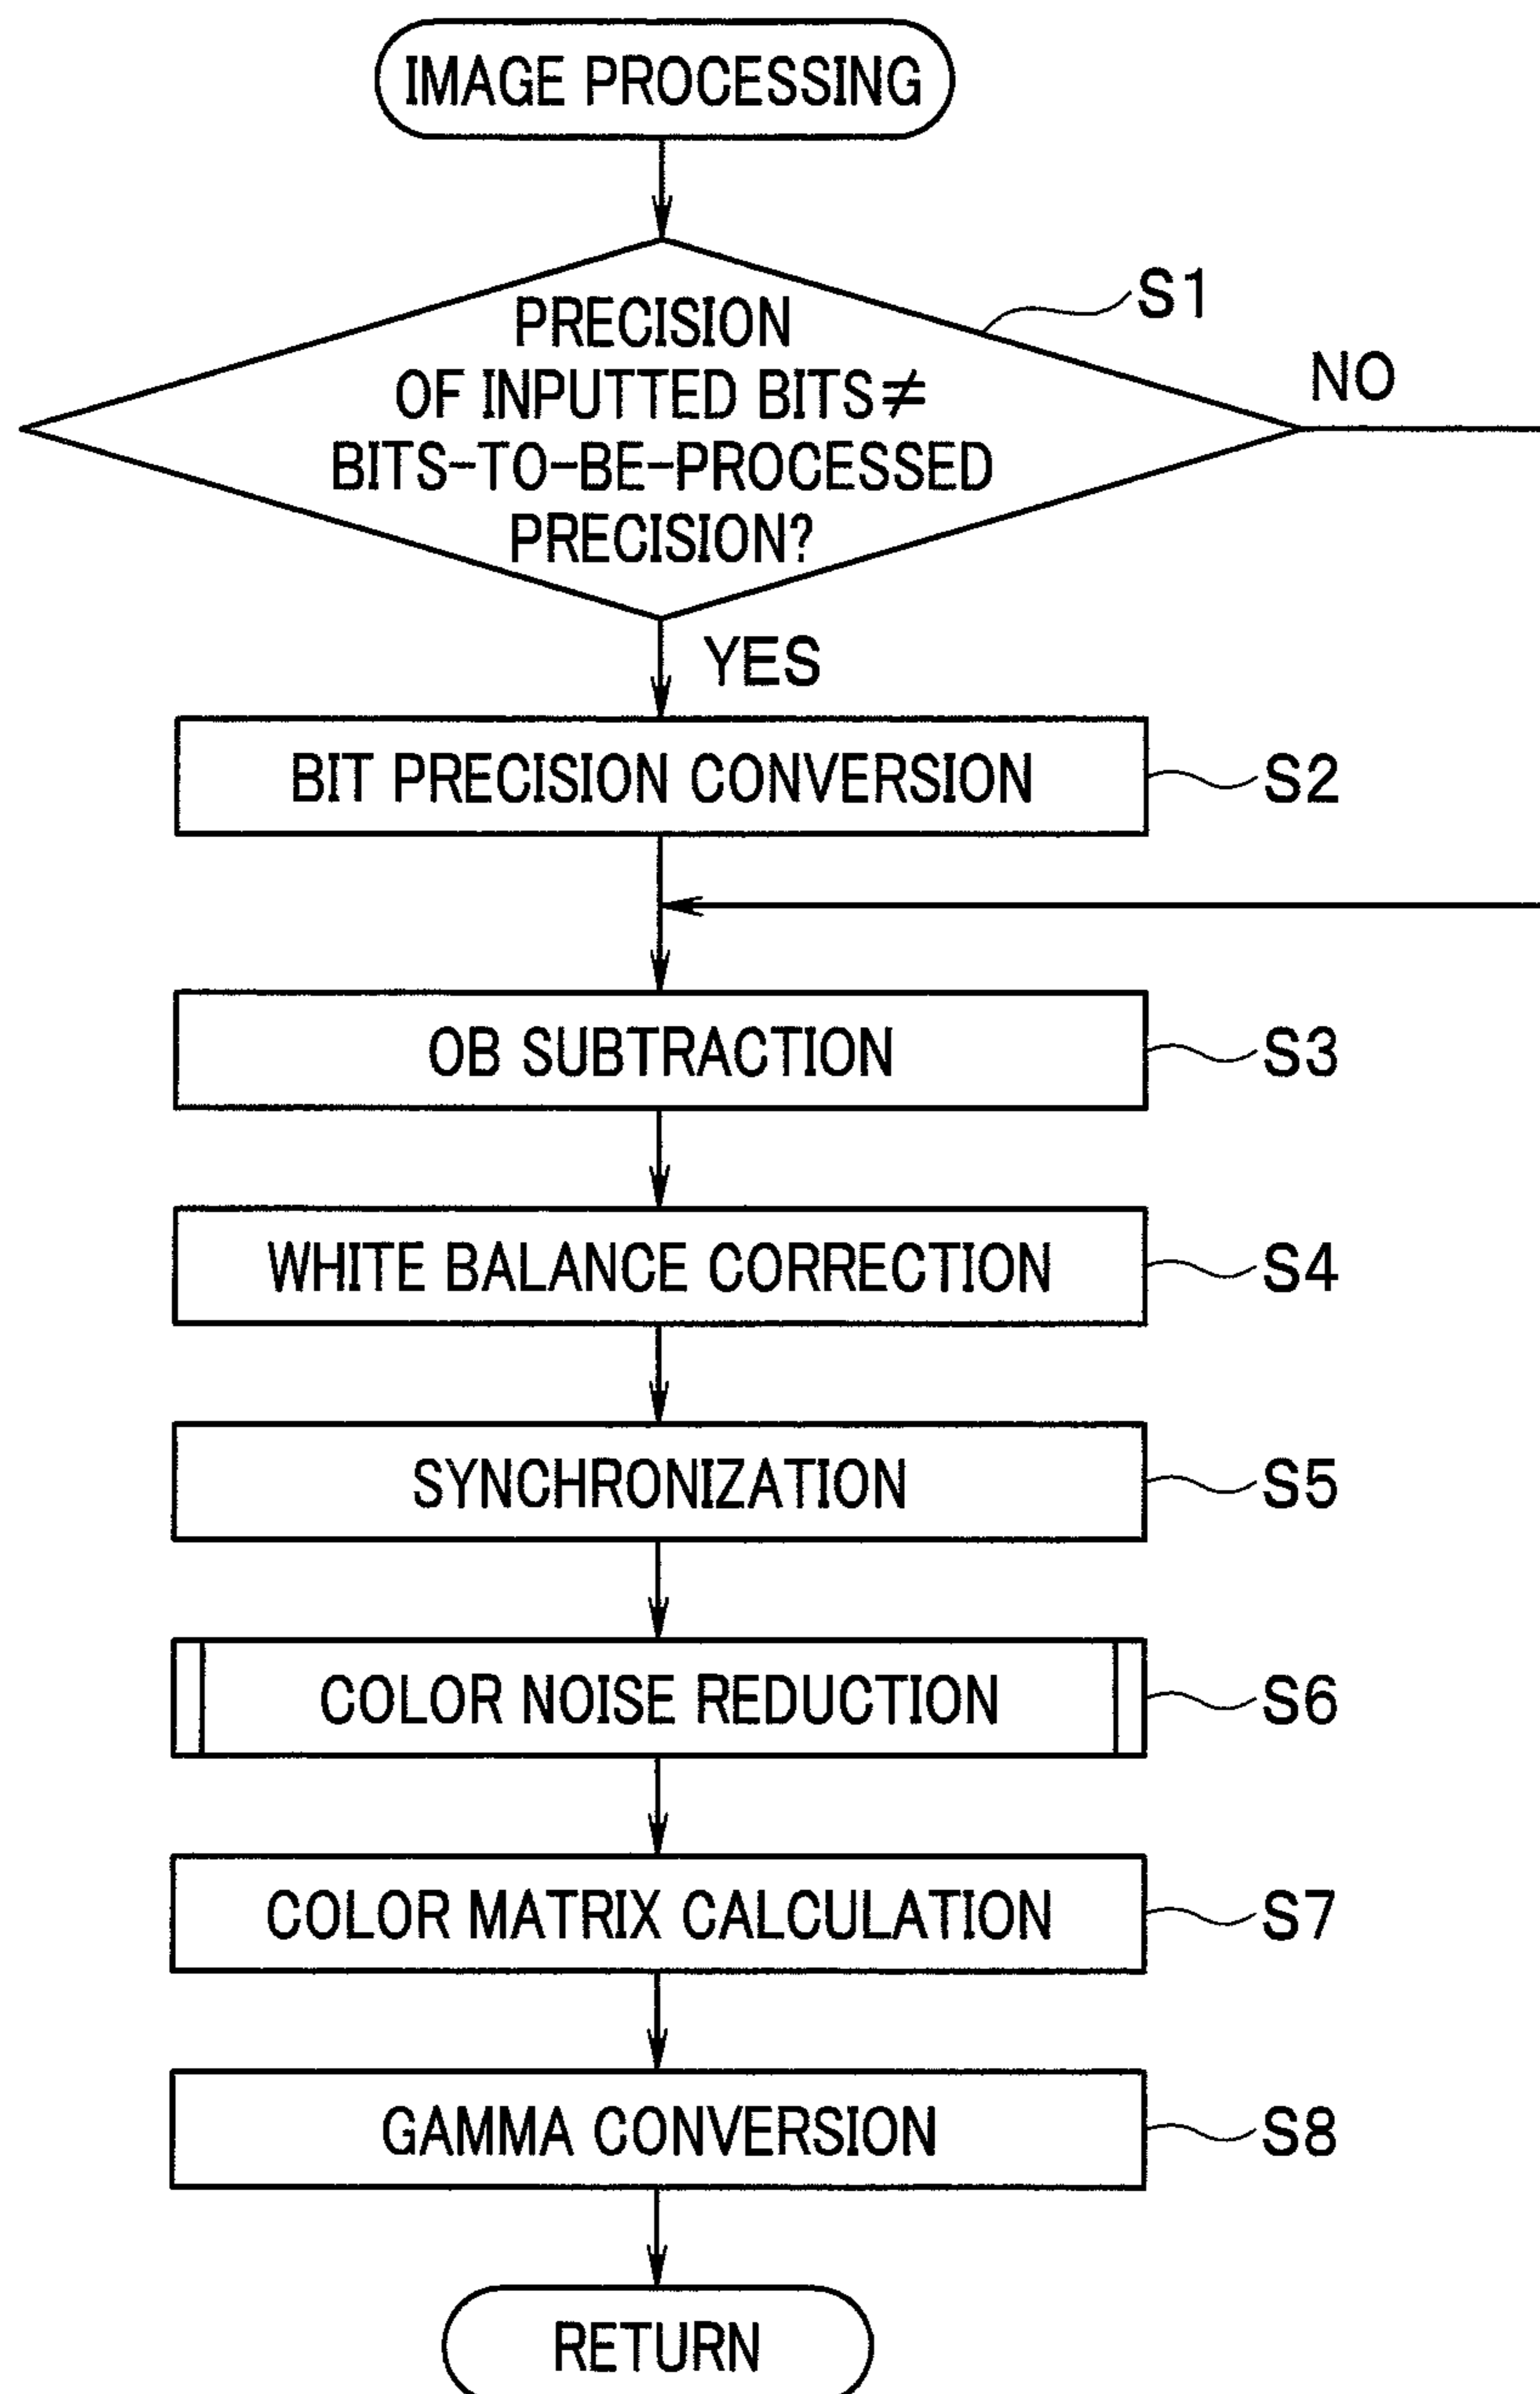 IMAGE PROCESSING
S1
PRECISION
OF INPUTTED BITS≠
BITS-TO-BE-PROCESSED
PRECISION?
NO
YES
BIT PRECISION CONVERSION
S2
OB SUBTRACTION
S3
WHITE BALANCE CORRECTION
S4
SYNCHRONIZATION
S5
COLOR NOISE REDUCTION
S6
COLOR MATRIX CALCULATION
S7
GAMMA CONVERSION
S8
RETURN